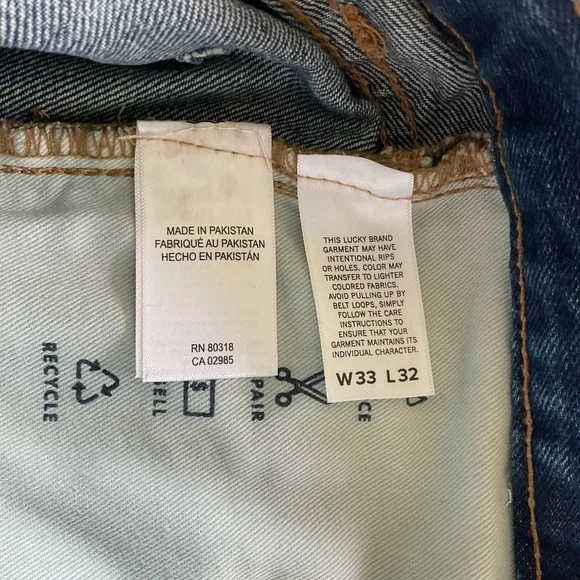 MADE IN PAKISTAN
FABRIQUÉ AU PAKISTAN
HECHO EN PAKISTÁN
RN 80318
CA 02985
THIS LUCKY BRAND
GARMENT MAY HAVE
INTENTIONAL RIPS
OR HOLES, COLOR MAY
TRANSFER TO LIGHTER
COLORED FABRICS.
AVOID PULLING UP BY
BELT LOOPS, SIMPLY
FOLLOW THE CARE
INSTRUCTIONS TO
ENSURE THAT YOUR
GARMENT MAINTAINS ITS
INDIVIDUAL CHARACTER.
W33 L32
RECYCLE
ELL
PAIR
CE